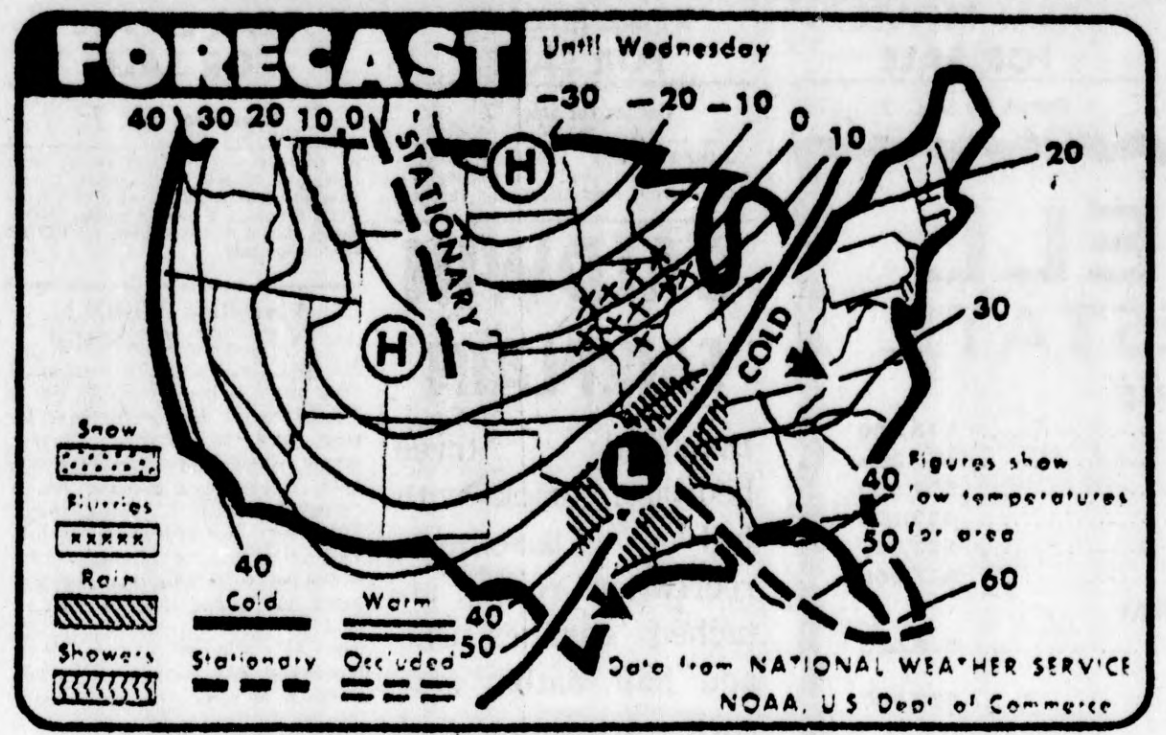 FORECAST
Until Wednesday
40 30 20 10 0 -30 -20 -10 0 10
20
STATIONARY
H
H
30
COLD
L
Snow
Flurries
Rain
Showers
40
Cold
Warm
Stationary
Occluded
40
50
40
50
60
Figures show
low temperatures
for area
Data from NATIONAL WEATHER SERVICE
NOAA, U.S. Dept of Commerce